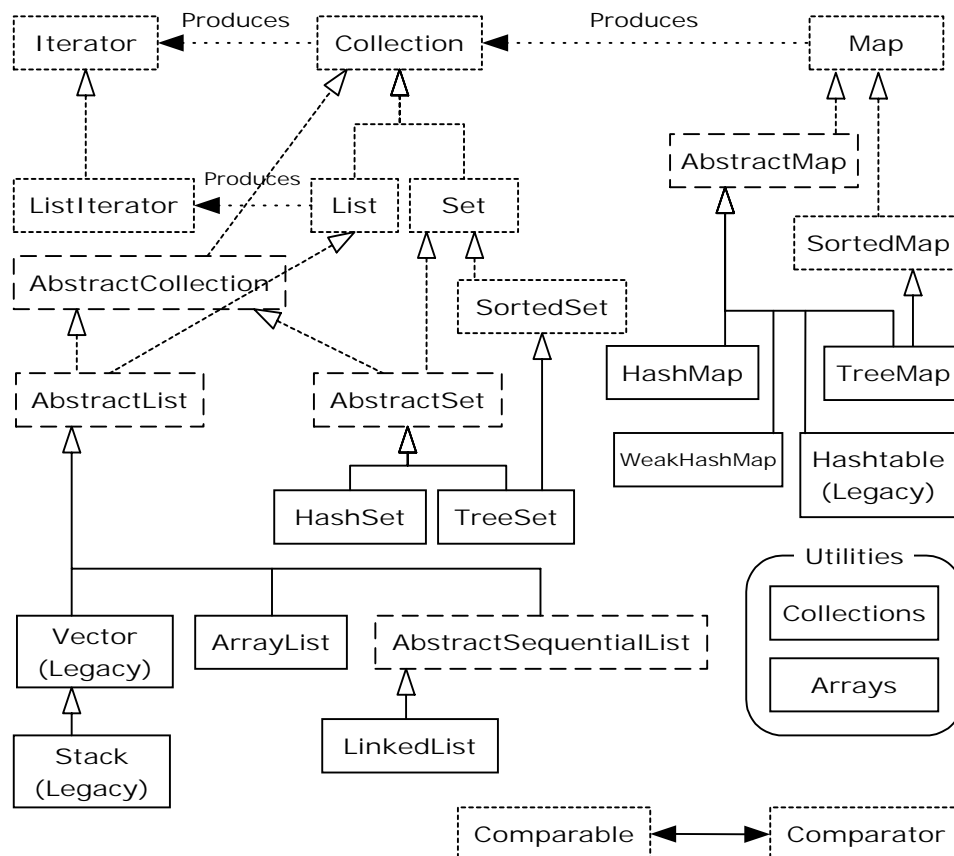 Produces
Produces
Iterator
Collection
Map
AbstractMap
Produces
ListIterator
List
Set
SortedMap
AbstractCollection
SortedSet
HashMap
TreeMap
AbstractList
AbstractSet
WeakHashMap
Hashtable
(Legacy)
HashSet
TreeSet
Utilities
Collections
Vector
(Legacy)
ArrayList
AbstractSequentialList
Arrays
Stack
(Legacy)
LinkedList
Comparable
Comparator